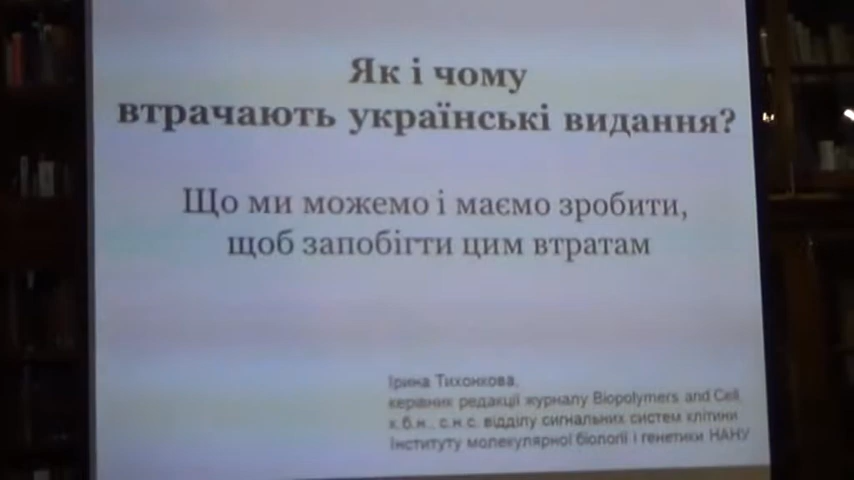 Як і чому
втрачають українські видання?
Що ми можемо і маємо зробити,
щоб запобігти цим втратам
Ірина Тихонкова,
керівник редакції журналу Biopolymers and Cell,
к.б.н., с.н.с. відділу сигнальних систем клітини
Інституту молекулярної біології і генетики НАНУ